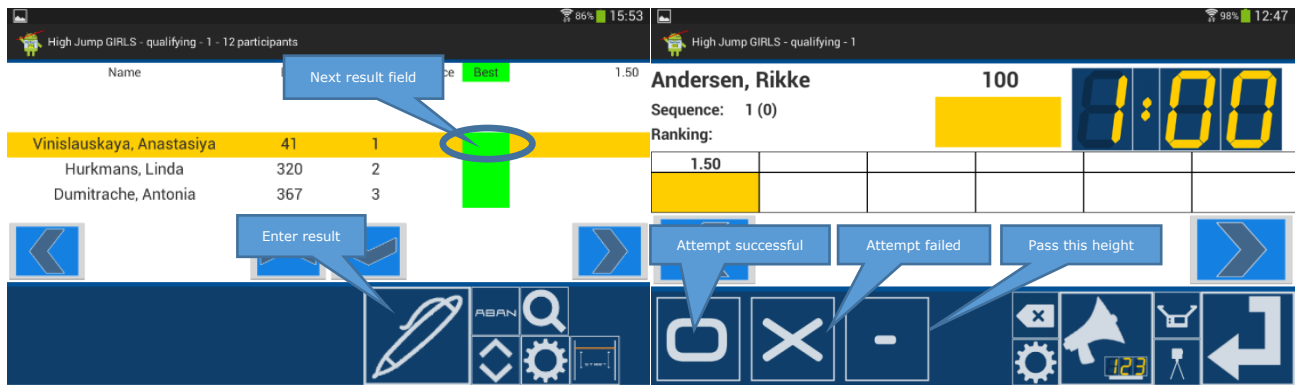 86% 15:53
High Jump GIRLS - qualifying - 1 - 12 participants
Name Next result field Best 1.50
Vinislauskaya, Anastasiya 41 1
Hurkmans, Linda 320 2
Dumitrache, Antonia 367 3
Enter result
ABAN
98% 12:47
High Jump GIRLS - qualifying - 1
Andersen, Rikke 100 1:00
Sequence: 1 (0)
Ranking:
1.50
Attempt successful Attempt failed Pass this height
123